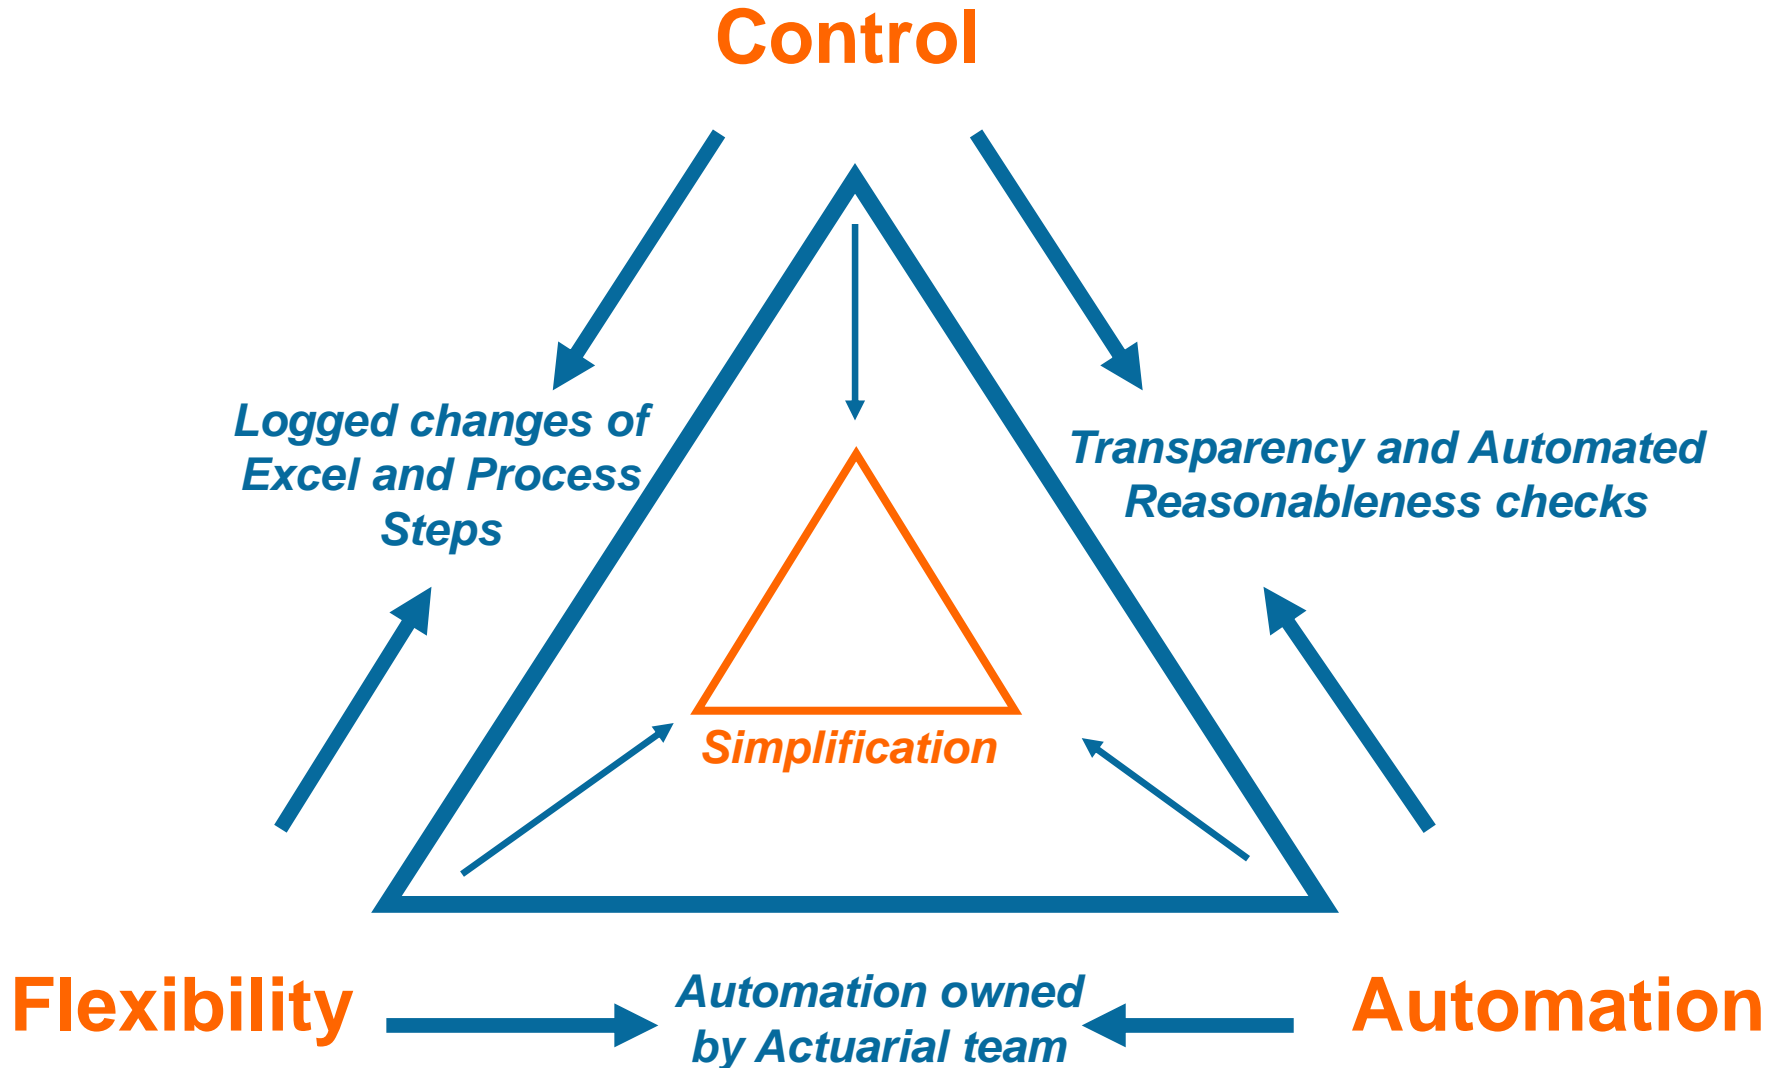 Control
Logged changes of
Excel and Process
Steps
Transparency and Automated
Reasonableness checks
Simplification
Flexibility
Automation owned
by Actuarial team
Automation